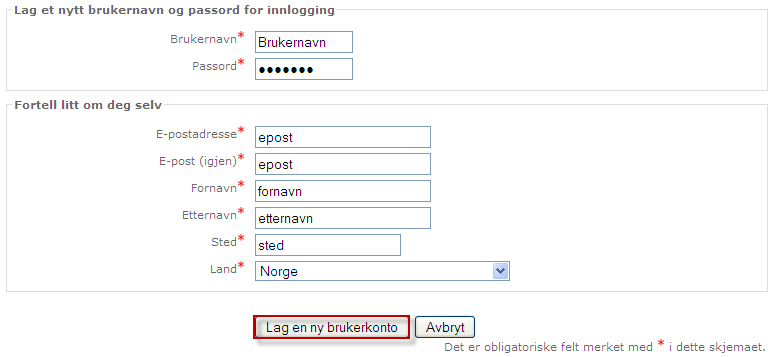 Lag et nytt brukernavn og passord for innlogging
Brukernavn* Brukernavn
Passord* •••••••
Fortell litt om deg selv
E-postadresse* epost
E-post (igjen)* epost
Fornavn* fornavn
Etternavn* etternavn
Sted* sted
Land* Norge
Lag en ny brukerkonto Avbryt
Det er obligatoriske felt merket med * i dette skjemaet.